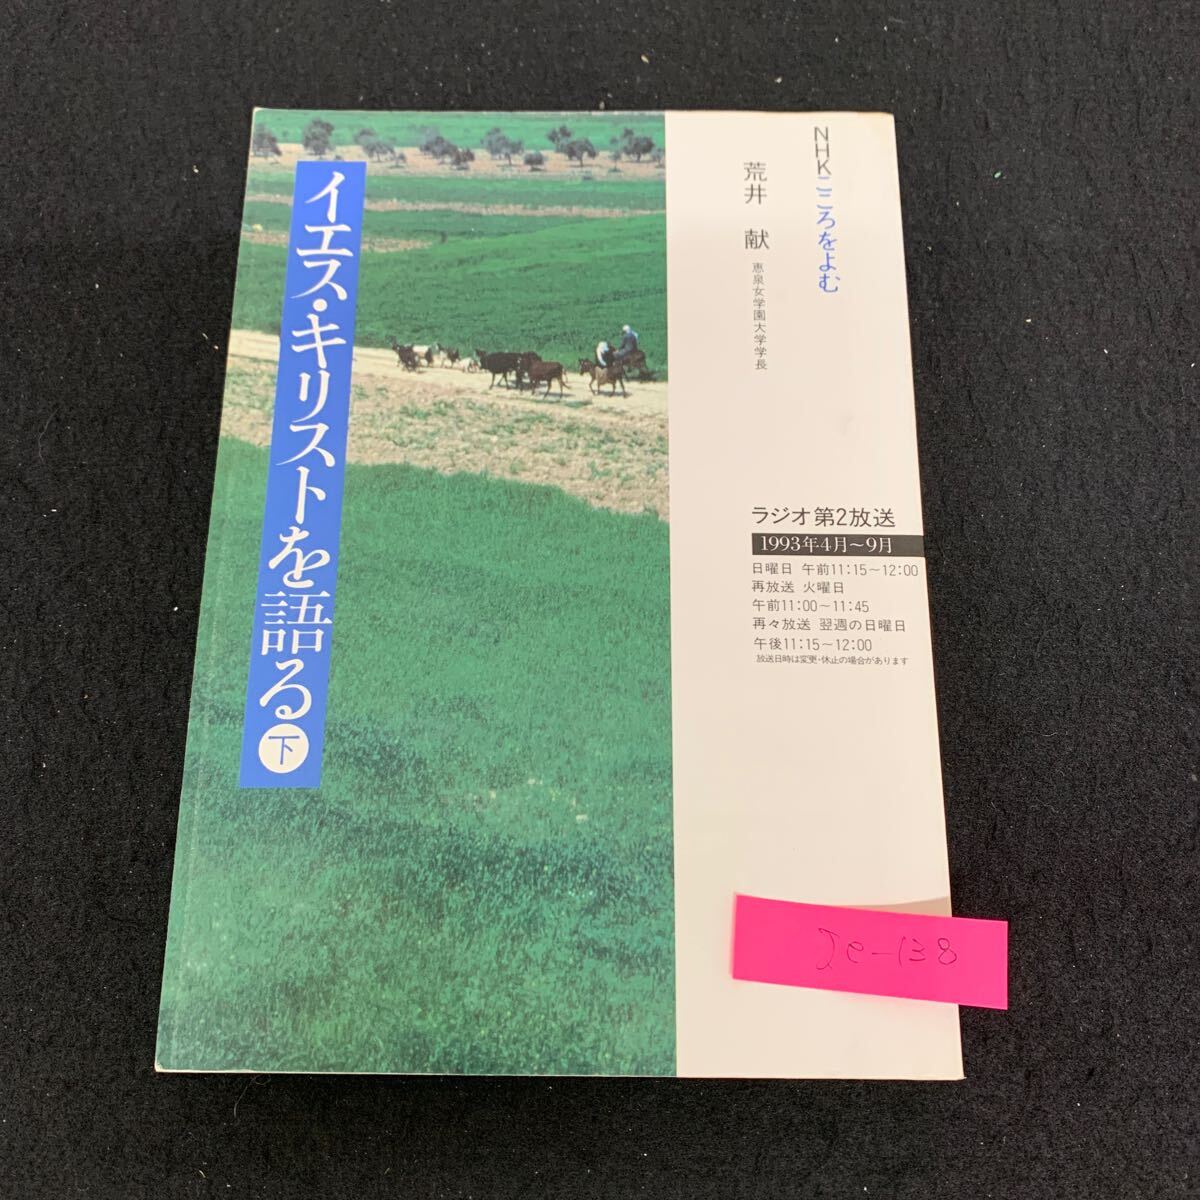 NHKこころをよむ
荒井 献 恵泉女学園大学学長
イエス・キリストを語る下
ラジオ第2放送
1993年4月～9月
日曜日 午前11:15～12:00
再放送 火曜日
午前11:00～11:45
再々放送 翌週の日曜日
午後11:15～12:00
放送日時は変更・休止の場合があります
Je-138